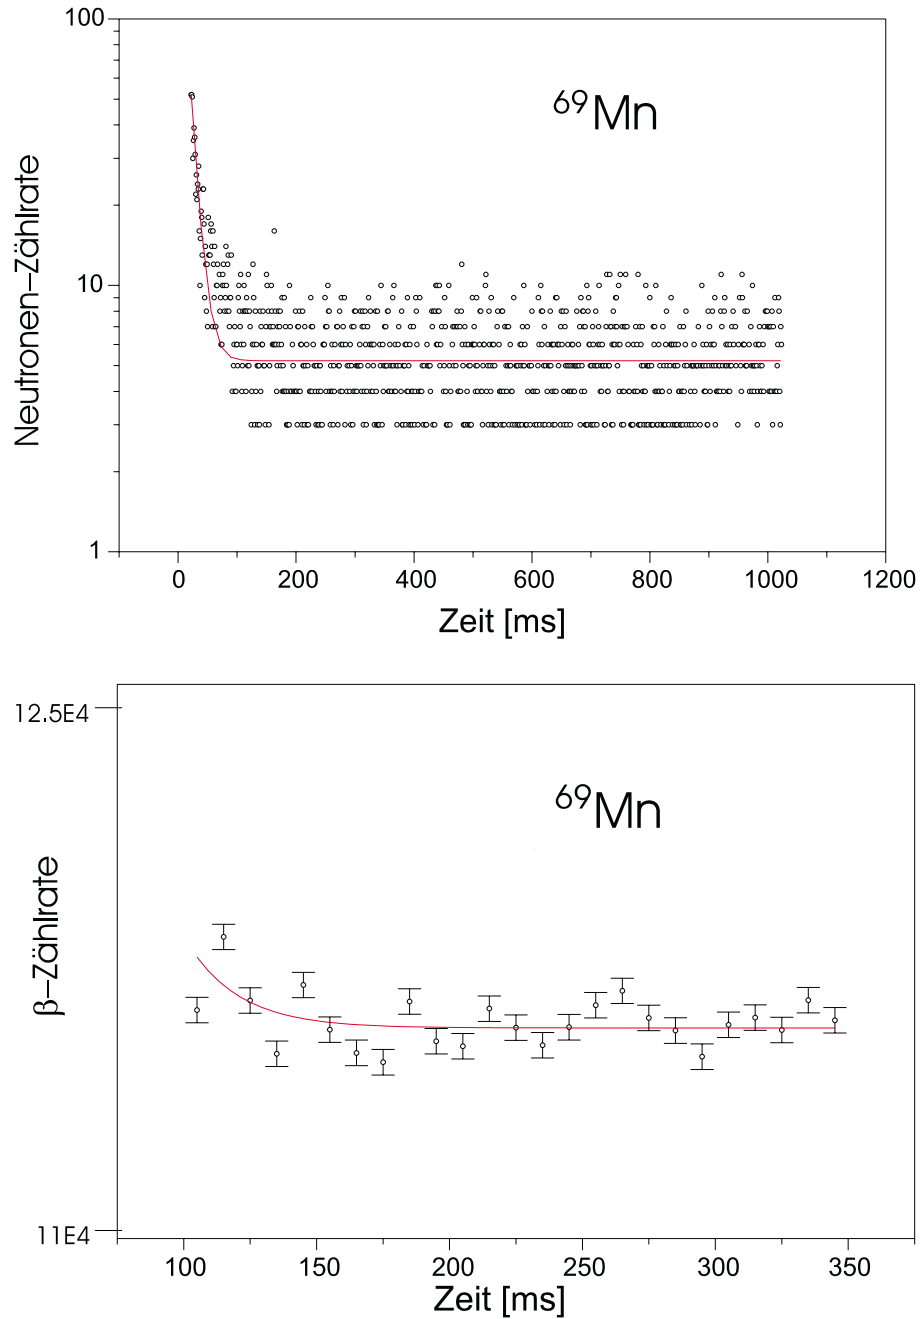 100
10
1
Neutronen–Zählrate
⁶⁹Mn
0 200 400 600 800 1000 1200
Zeit [ms]
12.5E4
11E4
β–Zählrate
⁶⁹Mn
100 150 200 250 300 350
Zeit [ms]